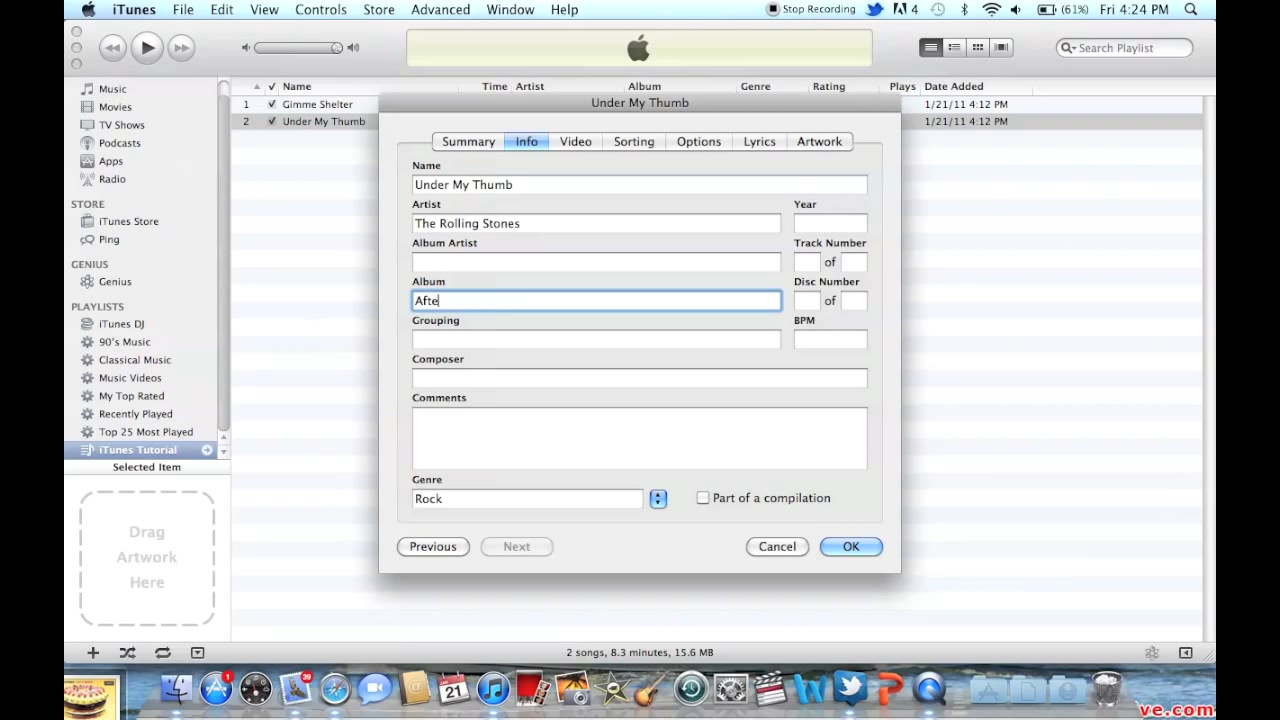 iTunes File Edit View Controls Store Advanced Window Help Stop Recording 4 (61%) Fri 4:24 PM
Search Playlist
Music
Movies
TV Shows
Podcasts
Apps
Radio
STORE
iTunes Store
Ping
GENIUS
Genius
PLAYLISTS
iTunes DJ
90's Music
Classical Music
Music Videos
My Top Rated
Recently Played
Top 25 Most Played
iTunes Tutorial
Selected Item
Drag
Artwork
Here
Name Time Artist Album Genre Rating Plays Date Added
1 Gimme Shelter 1/21/11 4:12 PM
2 Under My Thumb 1/21/11 4:12 PM
Under My Thumb
Summary Info Video Sorting Options Lyrics Artwork
Name
Under My Thumb
Artist Year
The Rolling Stones
Album Artist Track Number
of
Album Disc Number
Afte of
Grouping BPM
Composer
Comments
Genre
Rock Part of a compilation
Previous Next Cancel OK
2 songs, 8.3 minutes, 15.6 MB
1 39 21
ve.com